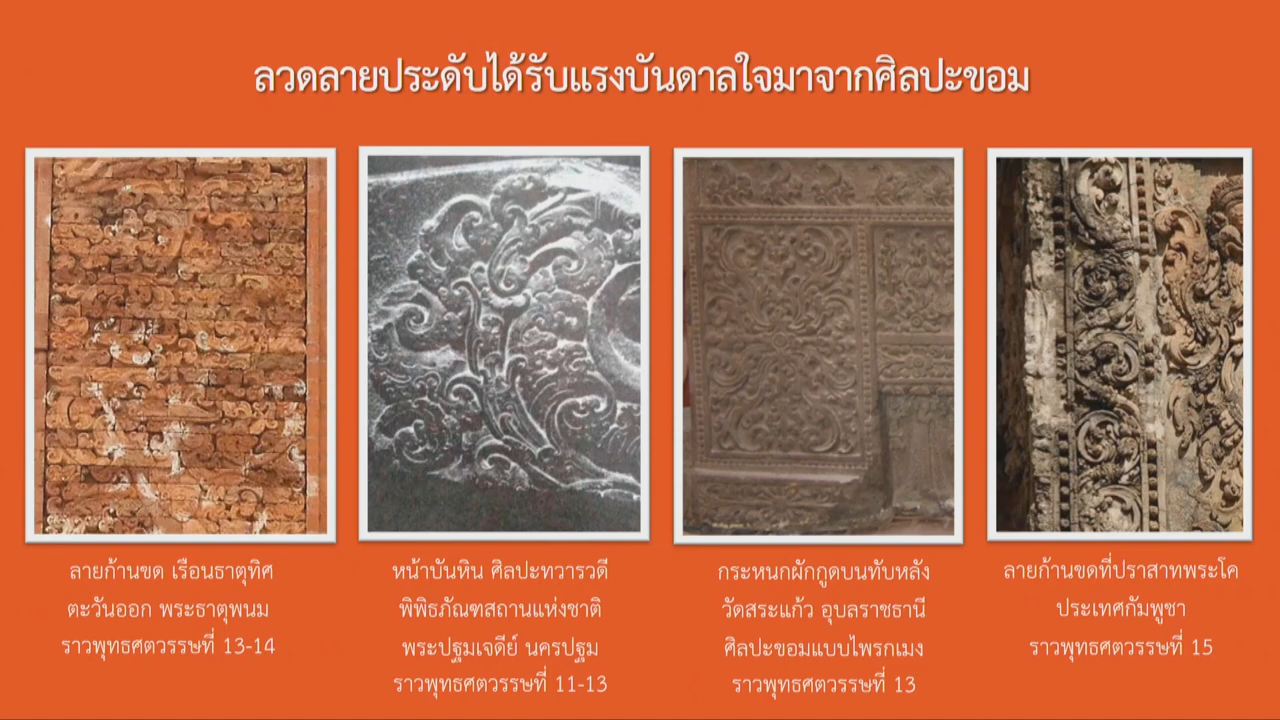 ลวดลายประดับได้รับแรงบันดาลใจมาจากศิลปะขอม
ลายก้านขด เรือนธาตุทิศ
ตะวันออก พระธาตุพนม
ราวพุทธศตวรรษที่ 13-14
หน้าบันหิน ศิลปะทวารวดี
พิพิธภัณฑสถานแห่งชาติ
พระปฐมเจดีย์ นครปฐม
ราวพุทธศตวรรษที่ 11-13
กระหนกผักกูดบนทับหลัง
วัดสระแก้ว อุบลราชธานี
ศิลปะขอมแบบไพรกเมง
ราวพุทธศตวรรษที่ 13
ลายก้านขดที่ปราสาทพระโค
ประเทศกัมพูชา
ราวพุทธศตวรรษที่ 15